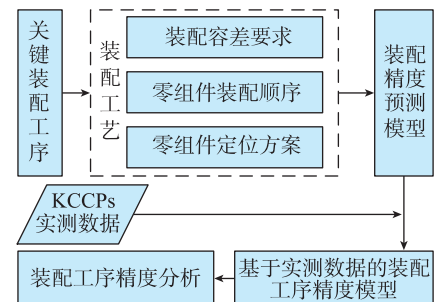 关键装配工序
装配工艺
装配容差要求
零组件装配顺序
零组件定位方案
装配
精度
预测
模型
KCCPs
实测数据
基于实测数据的装配
工序精度模型
装配工序精度分析